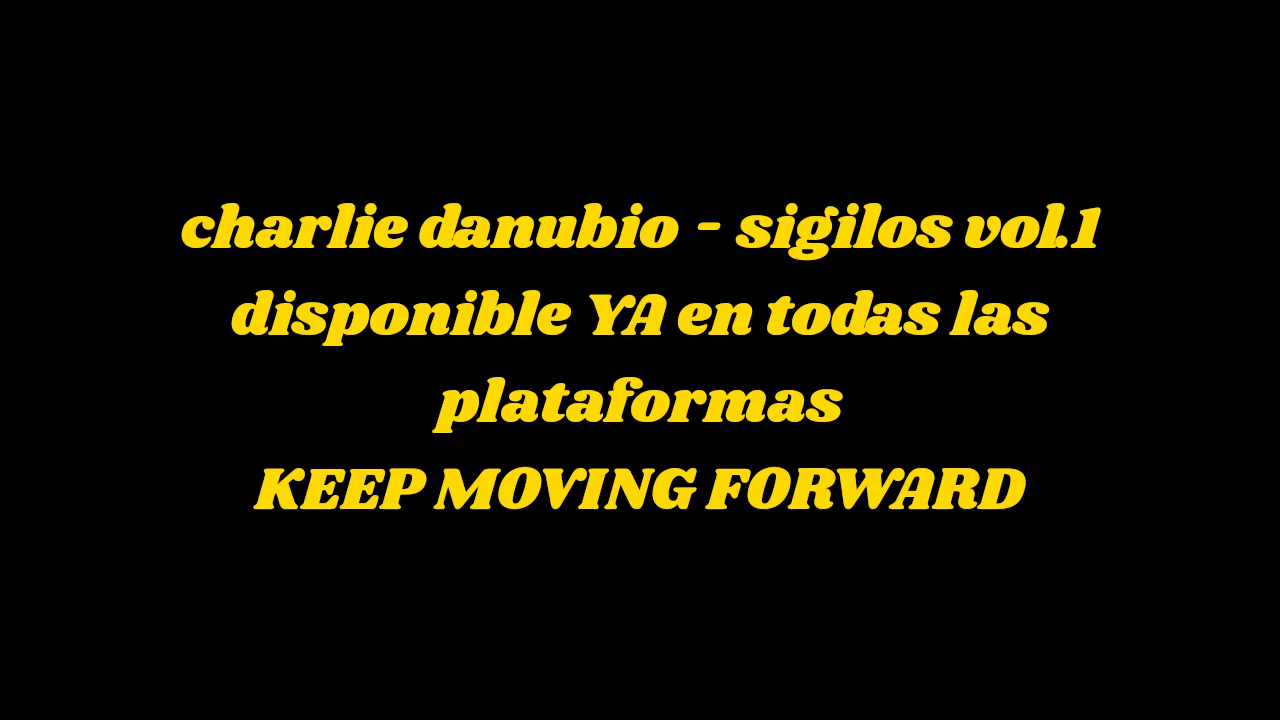 charlie danubio - sigilos vol.1
disponible YA en todas las
plataformas
KEEP MOVING FORWARD